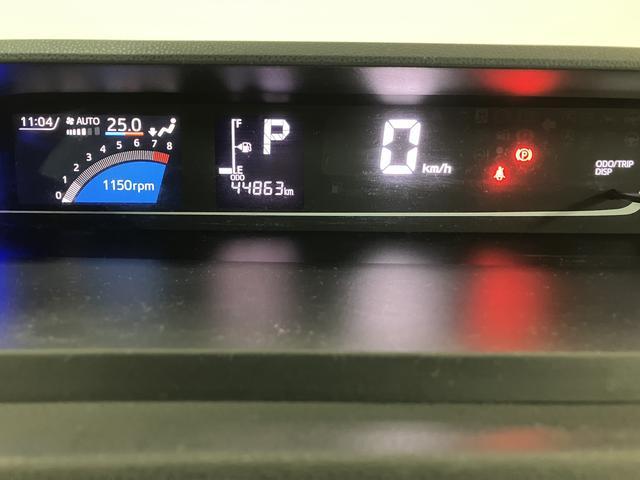 11:04
AUTO 25.0
0 1 2 3 4 5 6 7 8
1150rpm
F
P
E
ODO
44863km
0 km/h
P
ODO/TRIP
DISP